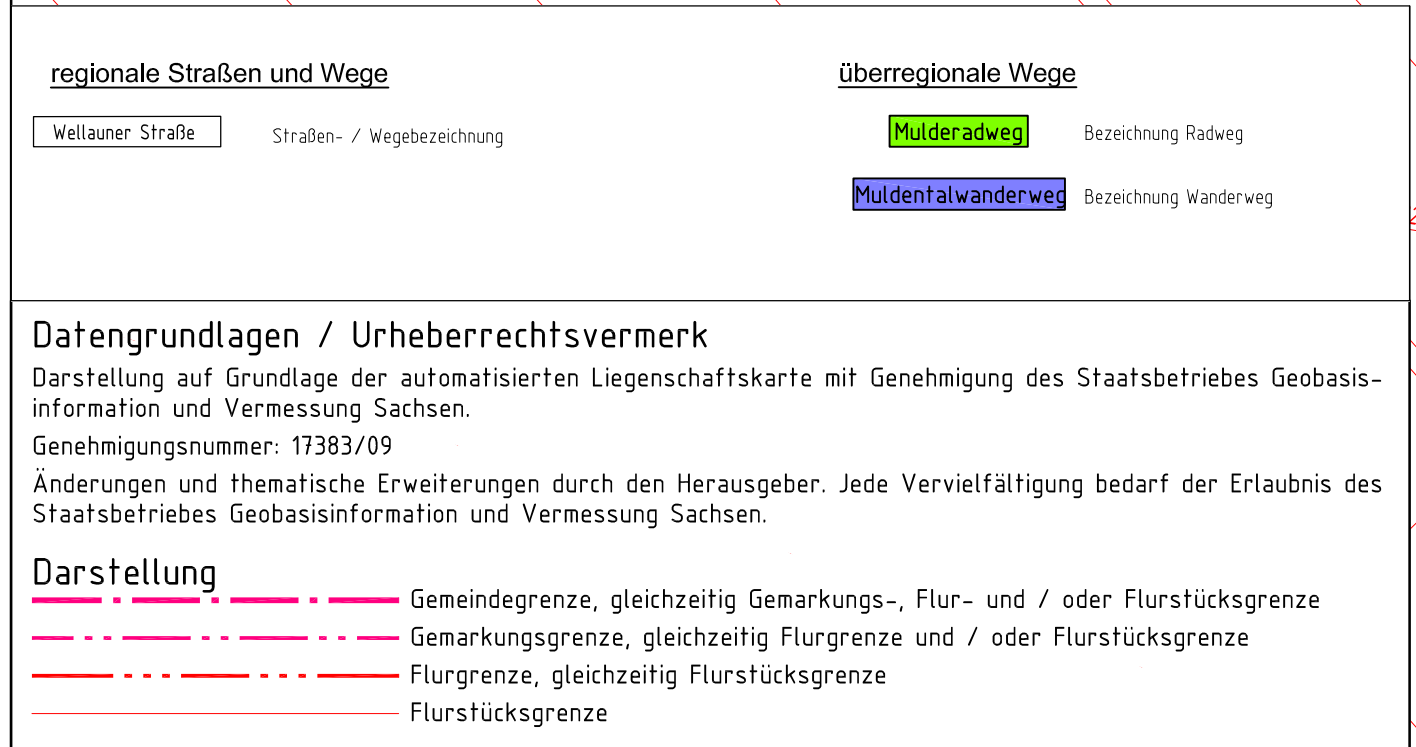 regionale Straßen und Wege
Wellauner Straße
Straßen- / Wegebezeichnung
überregionale Wege
Mulderadweg
Bezeichnung Radweg
Muldentalwanderweg
Bezeichnung Wanderweg
Datengrundlagen / Urheberrechtsvermerk
Darstellung auf Grundlage der automatisierten Liegenschaftskarte mit Genehmigung des Staatsbetriebes Geobasis-
information und Vermessung Sachsen.
Genehmigungsnummer: 17383/09
Änderungen und thematische Erweiterungen durch den Herausgeber. Jede Vervielfältigung bedarf der Erlaubnis des
Staatsbetriebes Geobasisinformation und Vermessung Sachsen.
Darstellung
Gemeindegrenze, gleichzeitig Gemarkungs-, Flur- und / oder Flurstücksgrenze
Gemarkungsgrenze, gleichzeitig Flurgrenze und / oder Flurstücksgrenze
Flurgrenze, gleichzeitig Flurstücksgrenze
Flurstücksgrenze